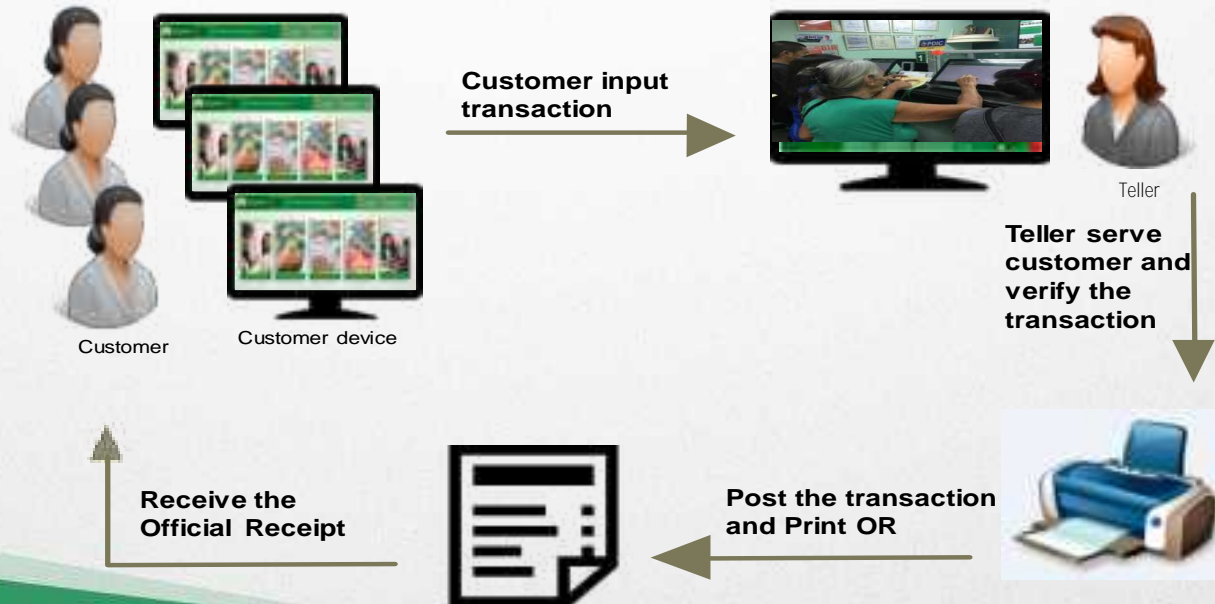 Customer input
transaction
PDIC
Teller
Customer
Customer device
Teller serve
customer and
verify the
transaction
Receive the
Official Receipt
Post the transaction
and Print OR